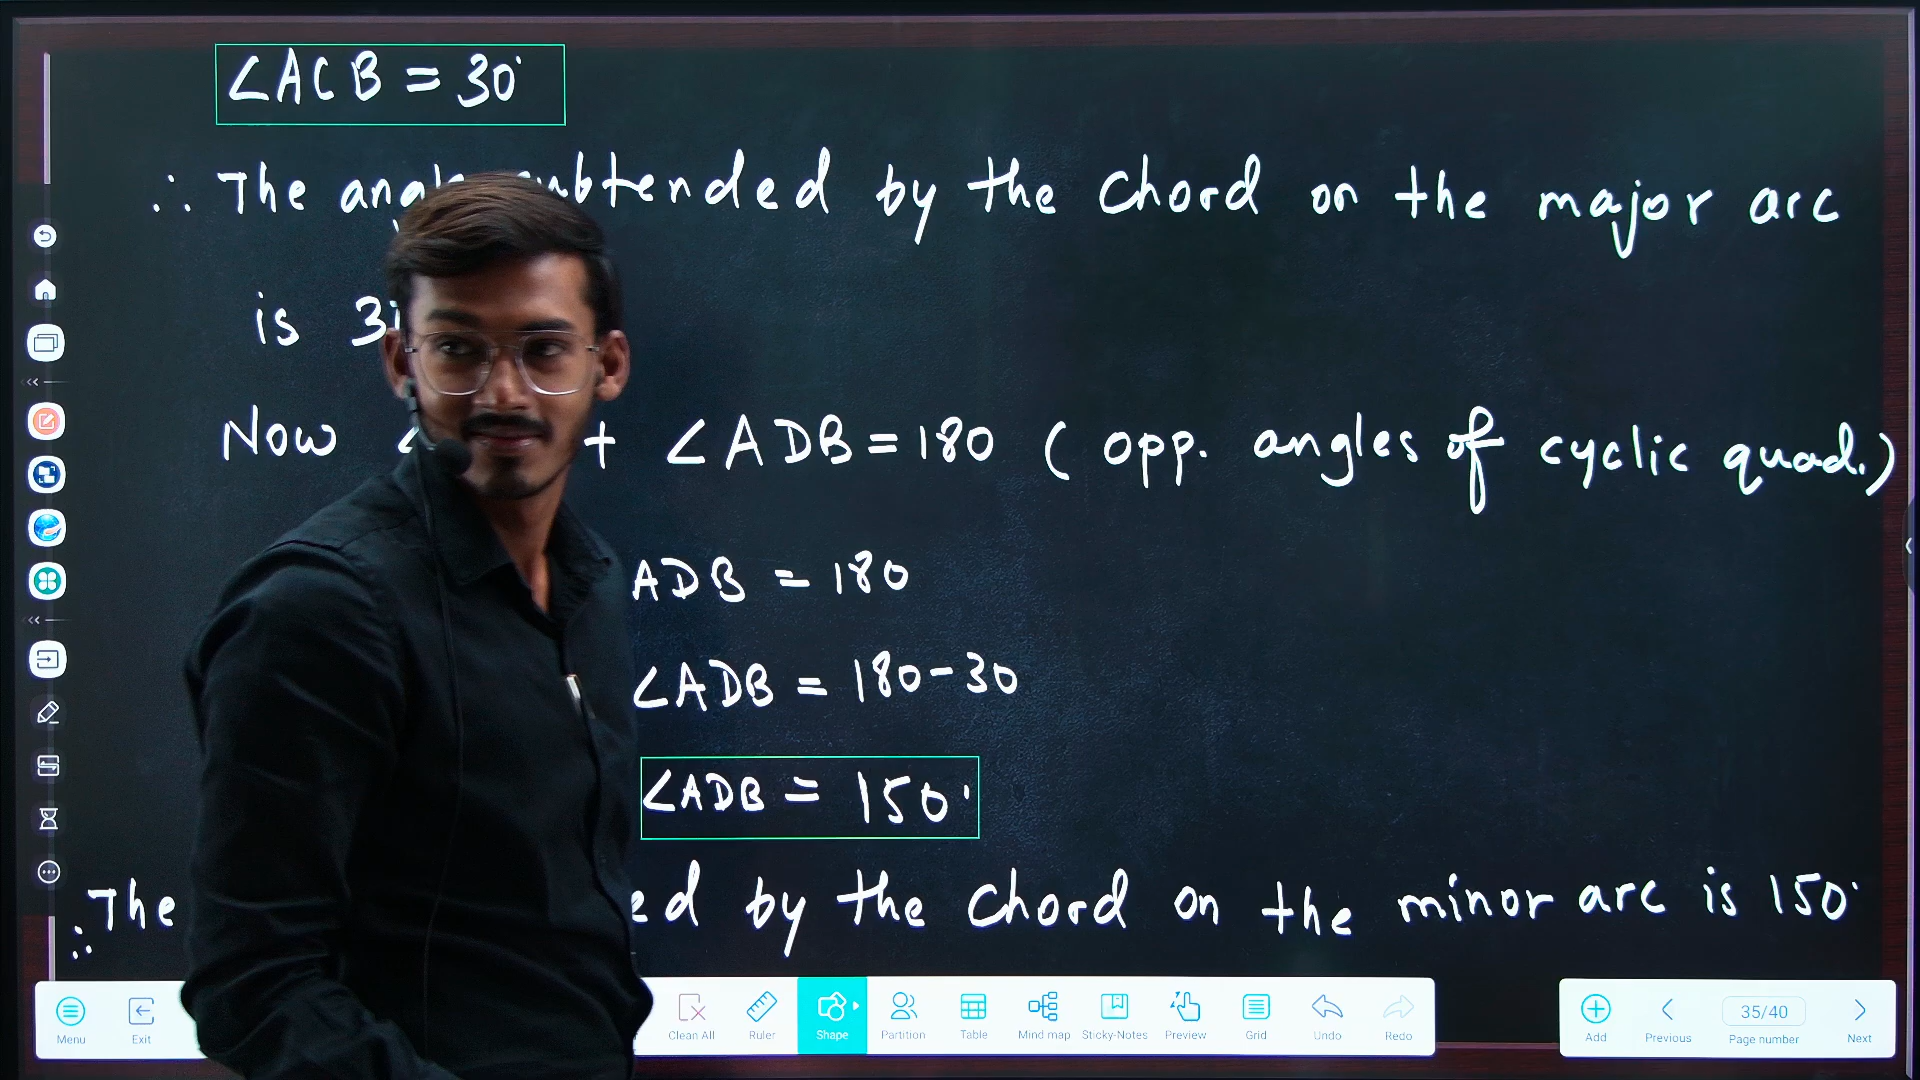 ∠ACB = 30°
∴ The subtended by the chord on the major arc
is
Now + ∠ADB = 180 ( opp. angles of cyclic quad. )
ADB = 180
∠ADB = 180 - 30
∠ADB = 150°
∴ The by the chord on the minor arc is 150°
Menu Exit Clean All Ruler Shape Partition Table Mind map Sticky-Notes Preview Grid Undo Redo Add Previous 35/40 Page number Next